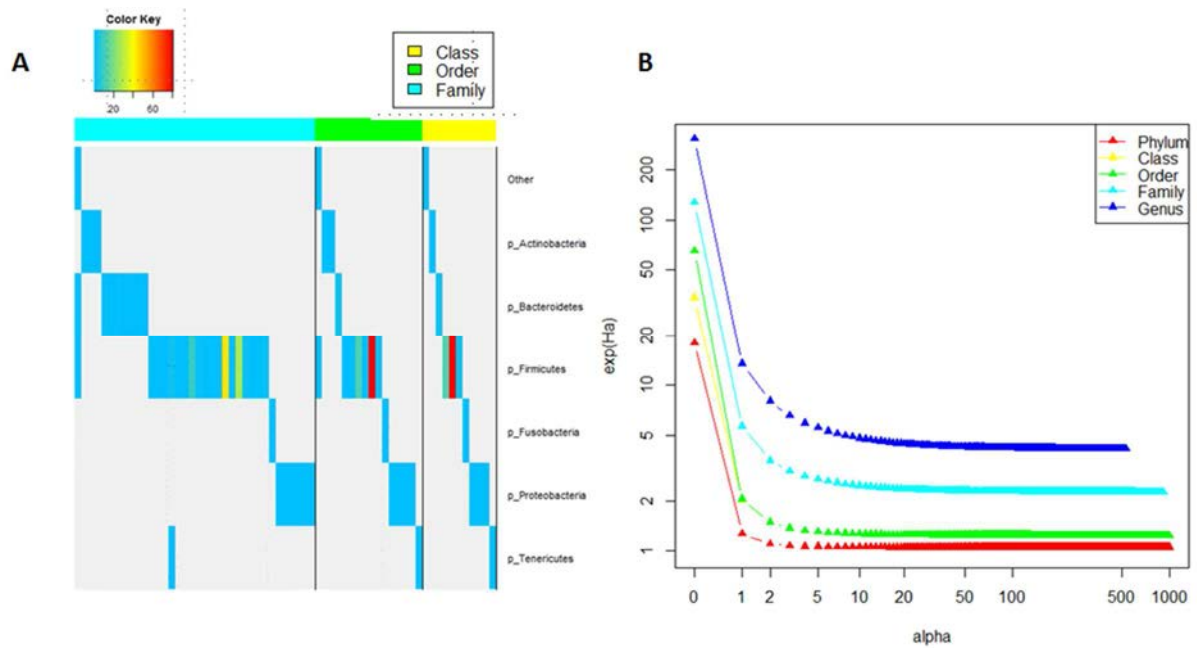 A
Color Key
20 60
Class
Order
Family
Other
p_Actinobacteria
p_Bacteroidetes
p_Firmicutes
p_Fusobacteria
p_Proteobacteria
p_Tenericutes
B
Phylum
Class
Order
Family
Genus
exp(Ha)
200
100
50
20
10
5
2
1
0 1 2 5 10 20 50 100 500 1000
alpha